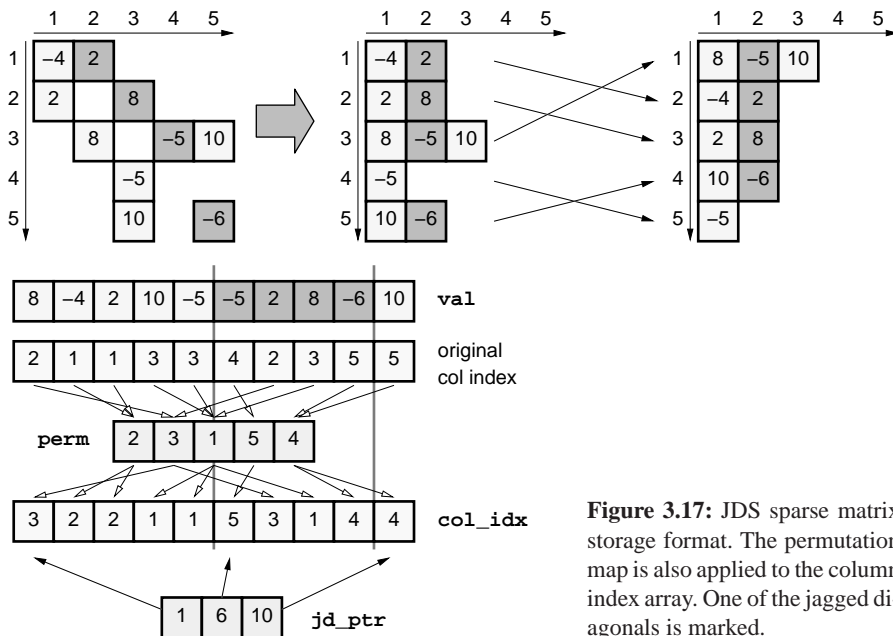 1 2 3 4 5
1 −4 2
2 2 8
3 8 −5 10
4 −5
5 10 −6
1 2 3 4 5
1 −4 2
2 2 8
3 8 −5 10
4 −5
5 10 −6
1 2 3 4 5
1 8 −5 10
2 −4 2
3 2 8
4 10 −6
5 −5
8 −4 2 10 −5 −5 2 8 −6 10 val
2 1 1 3 3 4 2 3 5 5 original
col index
perm 2 3 1 5 4
3 2 2 1 1 5 3 1 4 4 col_idx
1 6 10 jd_ptr
Figure 3.17: JDS sparse matrix
storage format. The permutation
map is also applied to the column
index array. One of the jagged di-
agonals is marked.